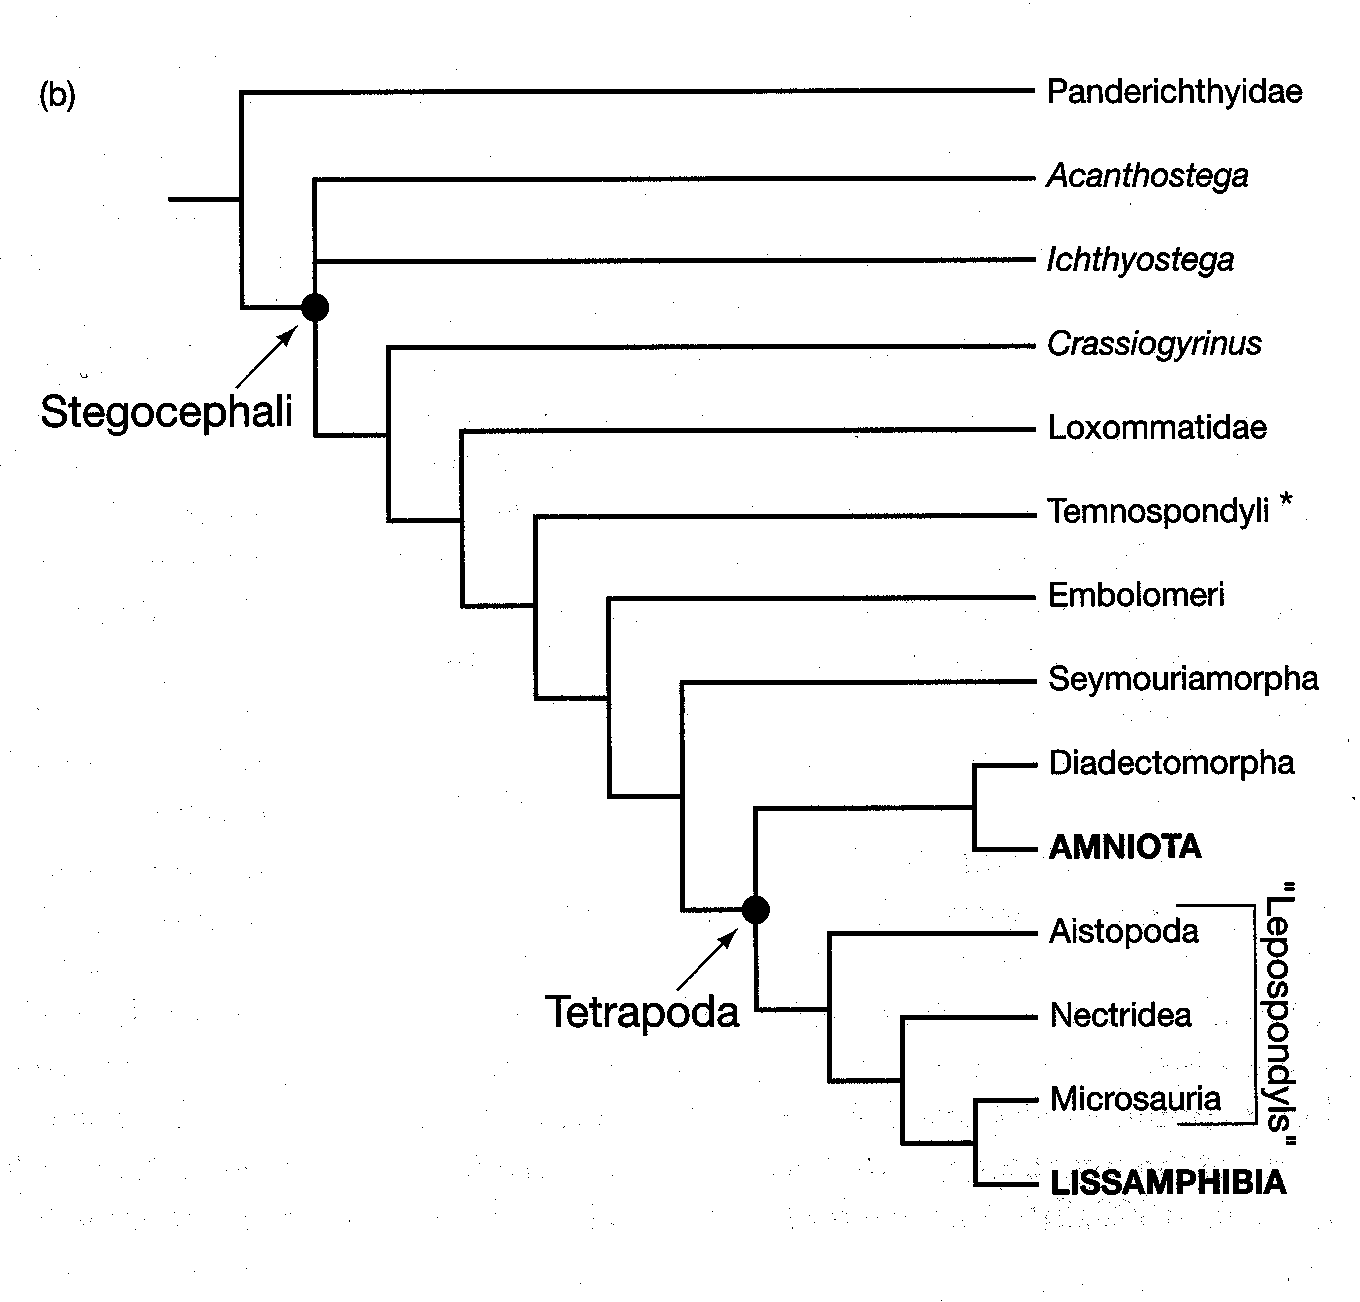 (b)
Panderichthyidae
Acanthostega
Ichthyostega
Crassiogyrinus
Stegocephali
Loxommatidae
Temnospondyli *
Embolomeri
Seymouriamorpha
Diadectomorpha
AMNIOTA
Aistopoda
"Lepospondyls"
Tetrapoda
Nectridea
Microsauria
LISSAMPHIBIA